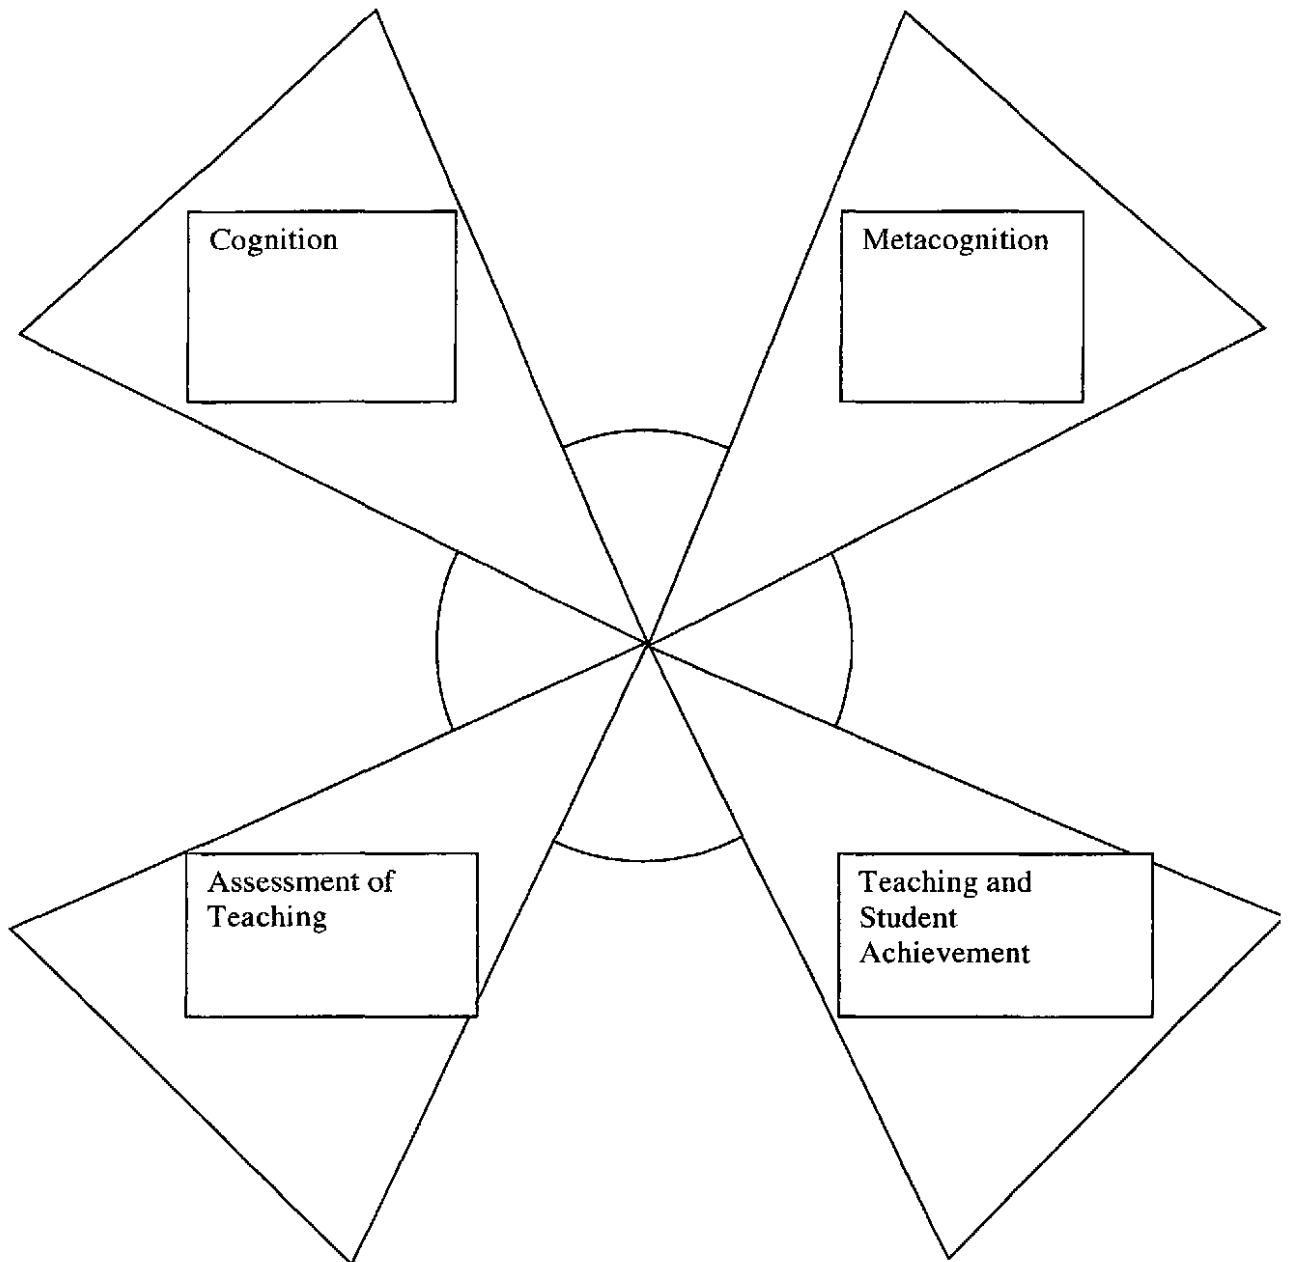 Cognition
Metacognition
Assessment of
Teaching
Teaching and
Student
Achievement